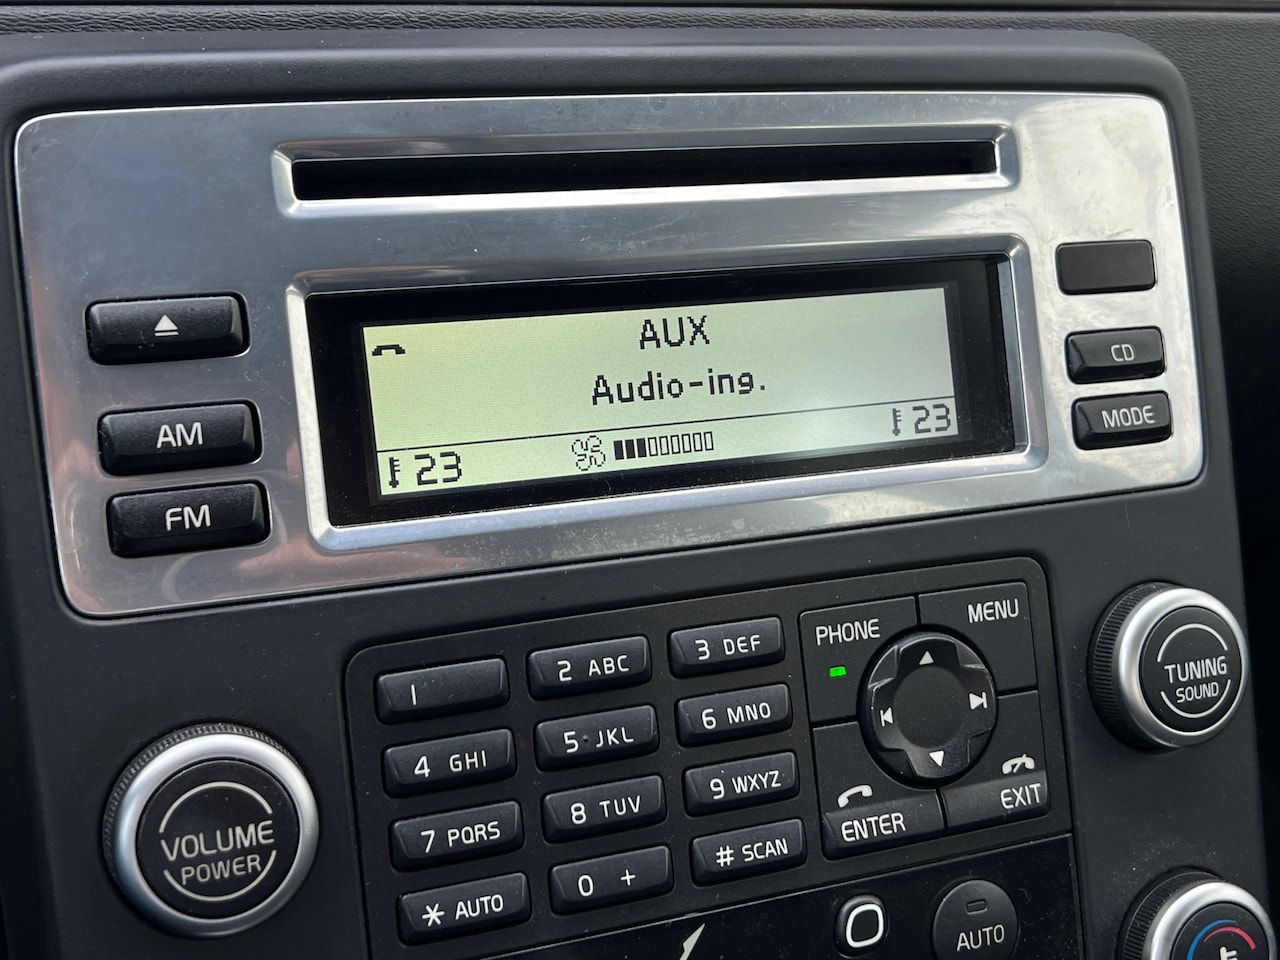 AUX
Audio-ing.
23
23
AM
FM
CD
MODE
1
2 ABC
3 DEF
4 GHI
5 JKL
6 MNO
7 PQRS
8 TUV
9 WXYZ
* AUTO
0 +
# SCAN
PHONE
MENU
ENTER
EXIT
VOLUME
POWER
TUNING
SOUND
AUTO